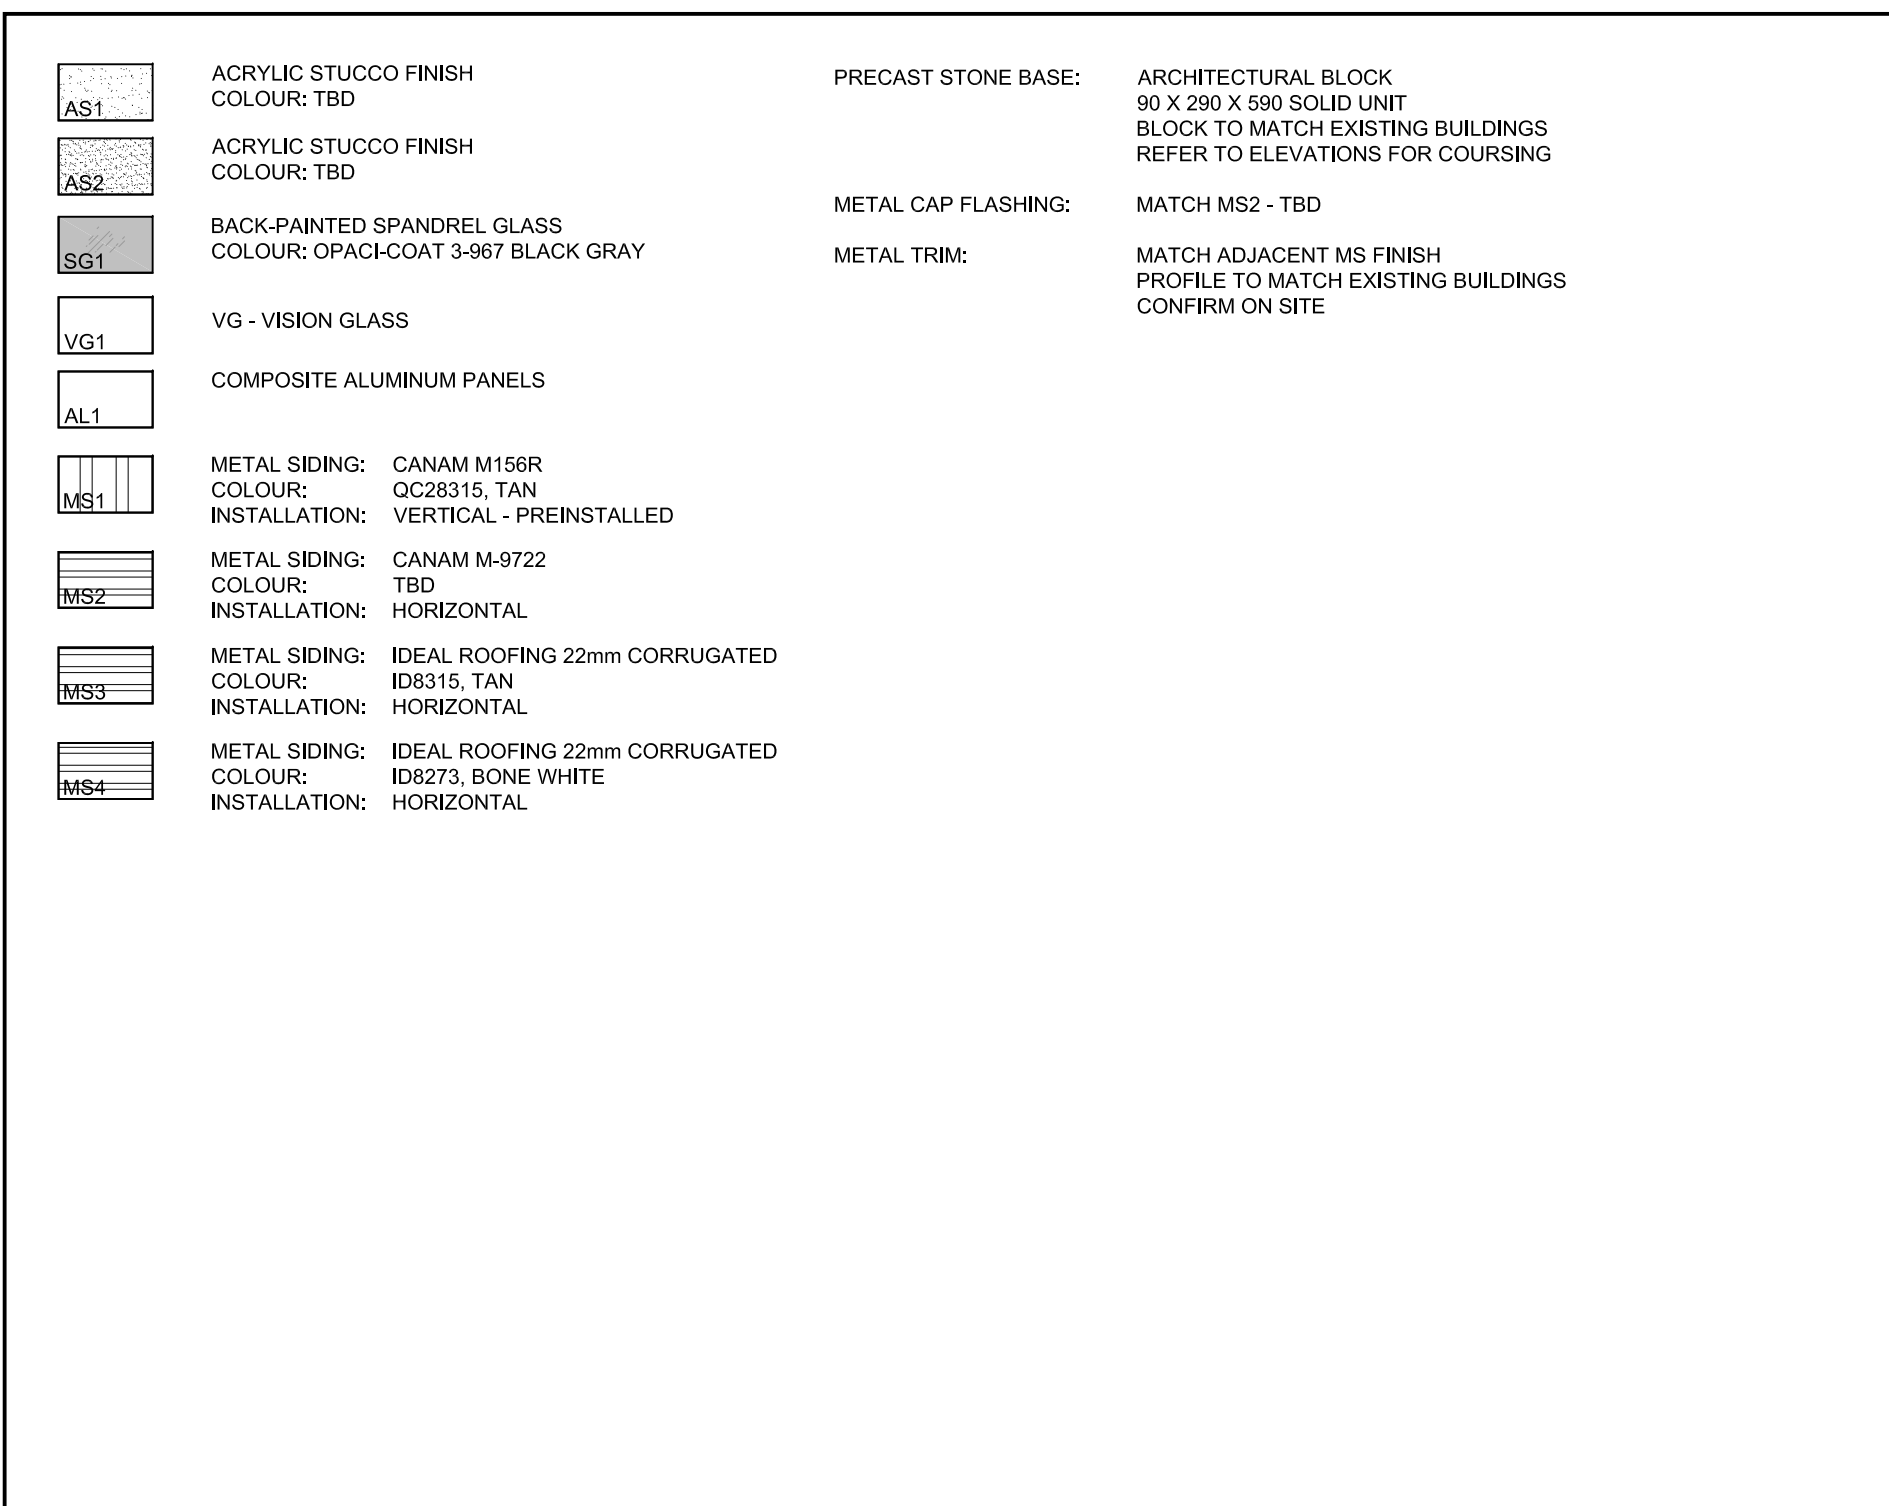 AS1
ACRYLIC STUCCO FINISH
COLOUR: TBD
AS2
ACRYLIC STUCCO FINISH
COLOUR: TBD
SG1
BACK-PAINTED SPANDREL GLASS
COLOUR: OPACI-COAT 3-967 BLACK GRAY
VG1
VG - VISION GLASS
AL1
COMPOSITE ALUMINUM PANELS
MS1
METAL SIDING: CANAM M156R
COLOUR: QC28315, TAN
INSTALLATION: VERTICAL - PREINSTALLED
MS2
METAL SIDING: CANAM M-9722
COLOUR: TBD
INSTALLATION: HORIZONTAL
MS3
METAL SIDING: IDEAL ROOFING 22mm CORRUGATED
COLOUR: ID8315, TAN
INSTALLATION: HORIZONTAL
MS4
METAL SIDING: IDEAL ROOFING 22mm CORRUGATED
COLOUR: ID8273, BONE WHITE
INSTALLATION: HORIZONTAL
PRECAST STONE BASE: ARCHITECTURAL BLOCK
90 X 290 X 590 SOLID UNIT
BLOCK TO MATCH EXISTING BUILDINGS
REFER TO ELEVATIONS FOR COURSING
METAL CAP FLASHING: MATCH MS2 - TBD
METAL TRIM: MATCH ADJACENT MS FINISH
PROFILE TO MATCH EXISTING BUILDINGS
CONFIRM ON SITE